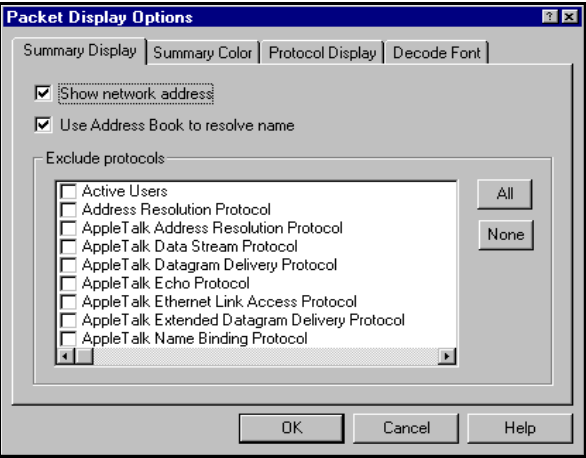 Packet Display Options
Summary Display Summary Color Protocol Display Decode Font
Show network address
Use Address Book to resolve name
Exclude protocols
Active Users
Address Resolution Protocol
AppleTalk Address Resolution Protocol
AppleTalk Data Stream Protocol
AppleTalk Datagram Delivery Protocol
AppleTalk Echo Protocol
AppleTalk Ethernet Link Access Protocol
AppleTalk Extended Datagram Delivery Protocol
AppleTalk Name Binding Protocol
All
None
OK Cancel Help